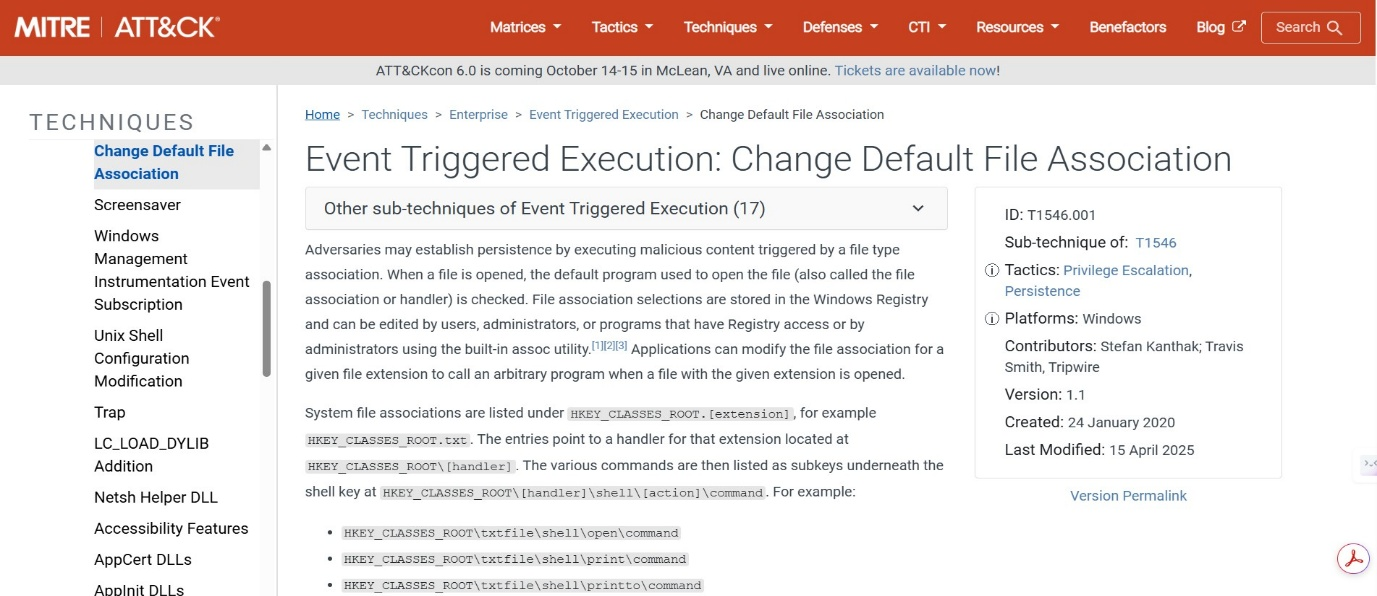 MITRE | ATT&CK®
Matrices Tactics Techniques Defenses CTI Resources Benefactors Blog Search
ATT&CKcon 6.0 is coming October 14-15 in McLean, VA and live online. Tickets are available now!
TECHNIQUES
Change Default File
Association
Screensaver
Windows
Management
Instrumentation Event
Subscription
Unix Shell
Configuration
Modification
Trap
LC_LOAD_DYLIB
Addition
Netsh Helper DLL
Accessibility Features
AppCert DLLs
AppInit DLLs
Home > Techniques > Enterprise > Event Triggered Execution > Change Default File Association
Event Triggered Execution: Change Default File Association
Other sub-techniques of Event Triggered Execution (17)
Adversaries may establish persistence by executing malicious content triggered by a file type
association. When a file is opened, the default program used to open the file (also called the file
association or handler) is checked. File association selections are stored in the Windows Registry
and can be edited by users, administrators, or programs that have Registry access or by
administrators using the built-in assoc utility.[1][2][3] Applications can modify the file association for a
given file extension to call an arbitrary program when a file with the given extension is opened.
System file associations are listed under HKEY_CLASSES_ROOT.[extension], for example
HKEY_CLASSES_ROOT.txt. The entries point to a handler for that extension located at
HKEY_CLASSES_ROOT\[handler]. The various commands are then listed as subkeys underneath the
shell key at HKEY_CLASSES_ROOT\[handler]\shell\[action]\command. For example:
• HKEY_CLASSES_ROOT\txtfile\shell\open\command
• HKEY_CLASSES_ROOT\txtfile\shell\print\command
• HKEY_CLASSES_ROOT\txtfile\shell\printto\command
ID: T1546.001
Sub-technique of: T1546
Tactics: Privilege Escalation,
Persistence
Platforms: Windows
Contributors: Stefan Kanthak; Travis
Smith, Tripwire
Version: 1.1
Created: 24 January 2020
Last Modified: 15 April 2025
Version Permalink